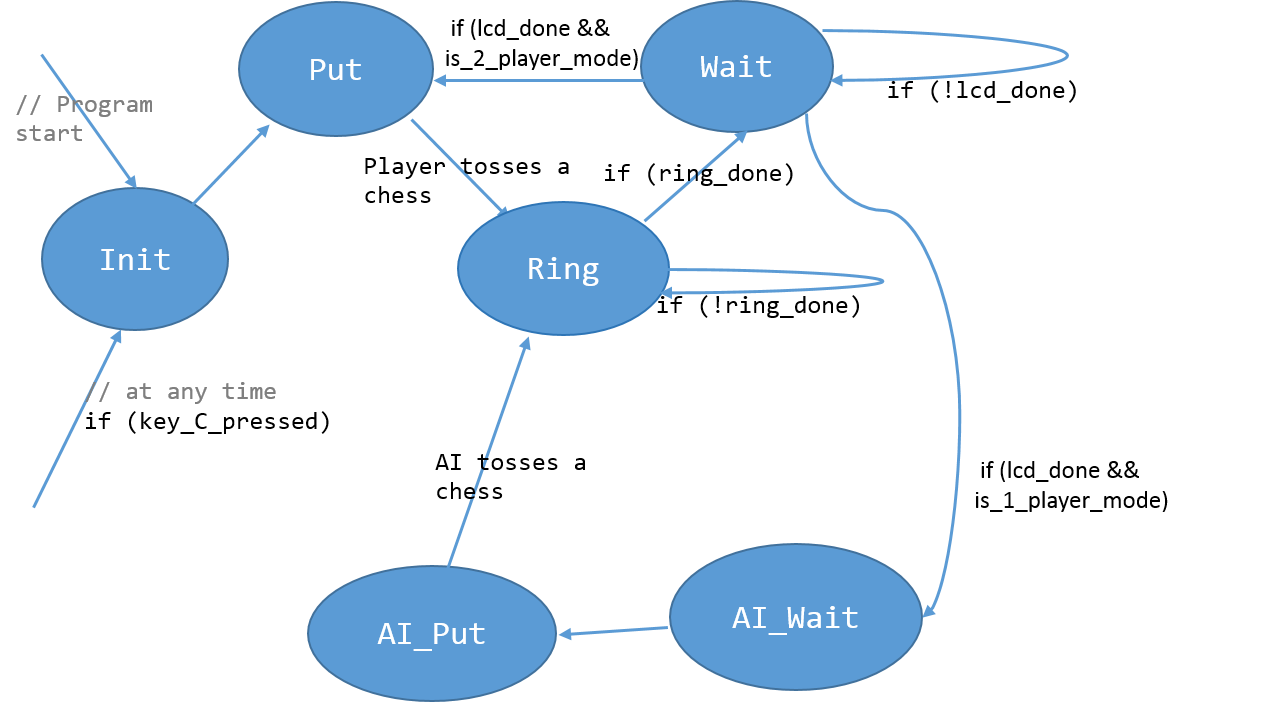 Put
if (lcd_done &&
is_2_player_mode)
Wait
if (!lcd_done)
// Program
start
Player tosses a
chess
if (ring_done)
Init
Ring
if (!ring_done)
// at any time
if (key_C_pressed)
AI tosses a
chess
if (lcd_done &&
is_1_player_mode)
AI_Put
AI_Wait